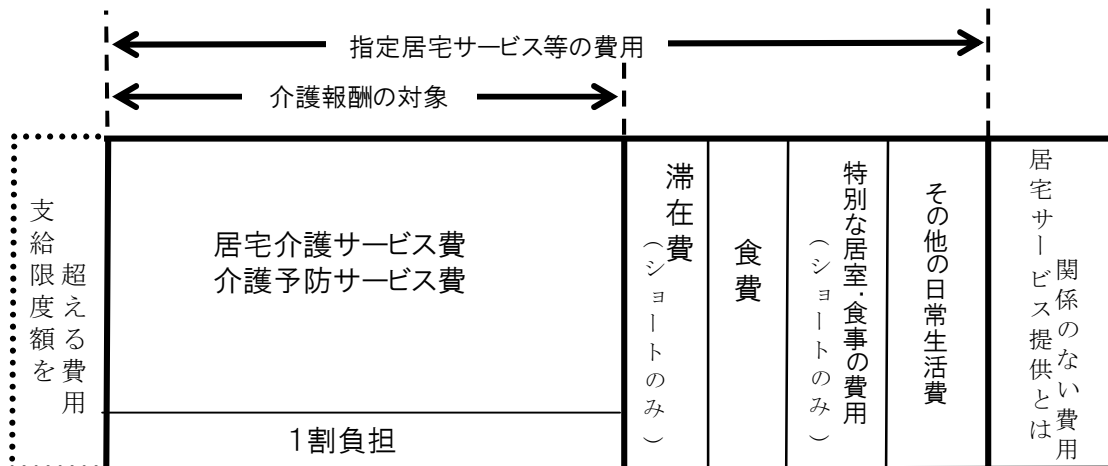 指定居宅サービス等の費用
介護報酬の対象
支給限度額を
超える費用
居宅介護サービス費
介護予防サービス費
1割負担
滞在費
（ショートのみ）
食費
特別な居室・食事の費用
（ショートのみ）
その他の日常生活費
居宅サービス提供とは
関係のない費用